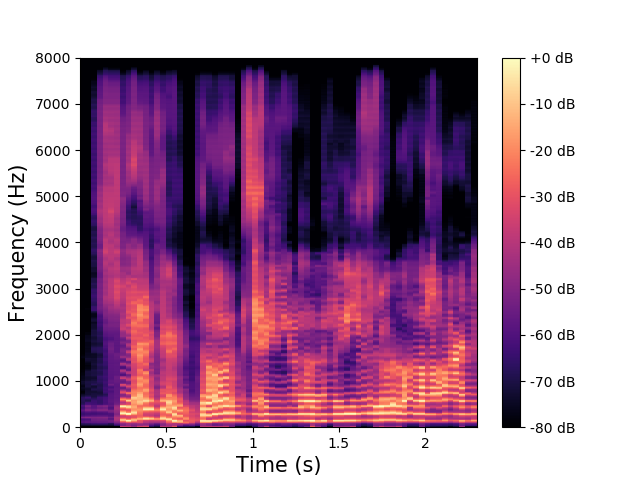 8000
7000
6000
5000
4000
3000
2000
1000
0
Frequency (Hz)
0
0.5
1
1.5
2
Time (s)
+0 dB
-10 dB
-20 dB
-30 dB
-40 dB
-50 dB
-60 dB
-70 dB
-80 dB